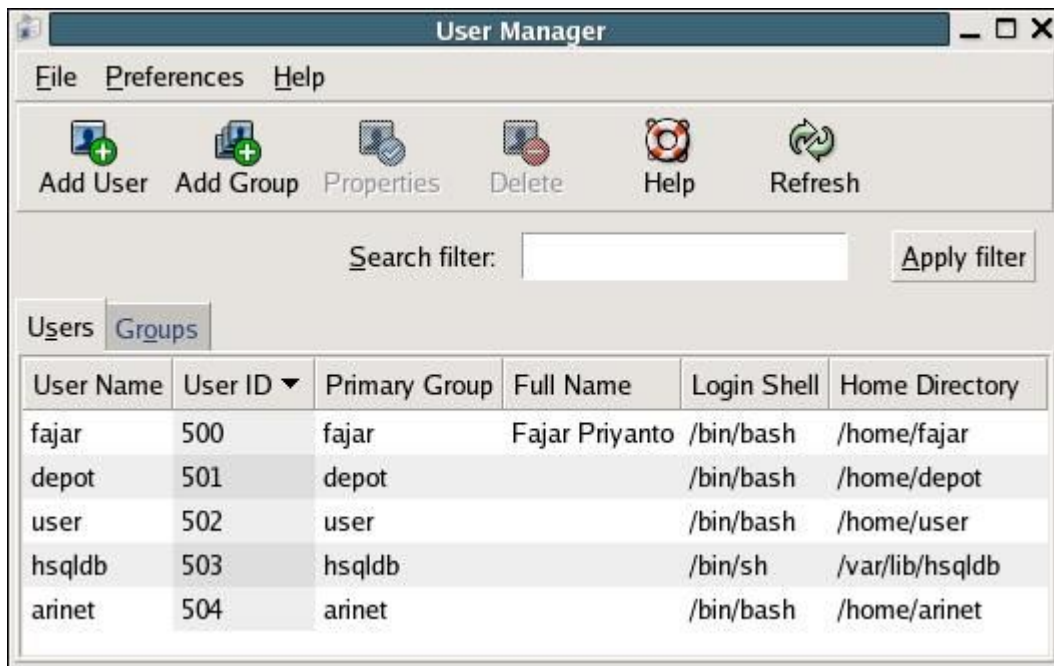 User Manager
File Preferences Help
Add User Add Group Properties Delete Help Refresh
Search filter: Apply filter
Users Groups
User Name User ID Primary Group Full Name Login Shell Home Directory
fajar 500 fajar Fajar Priyanto /bin/bash /home/fajar
depot 501 depot /bin/bash /home/depot
user 502 user /bin/bash /home/user
hsqldb 503 hsqldb /bin/sh /var/lib/hsqldb
arinet 504 arinet /bin/bash /home/arinet